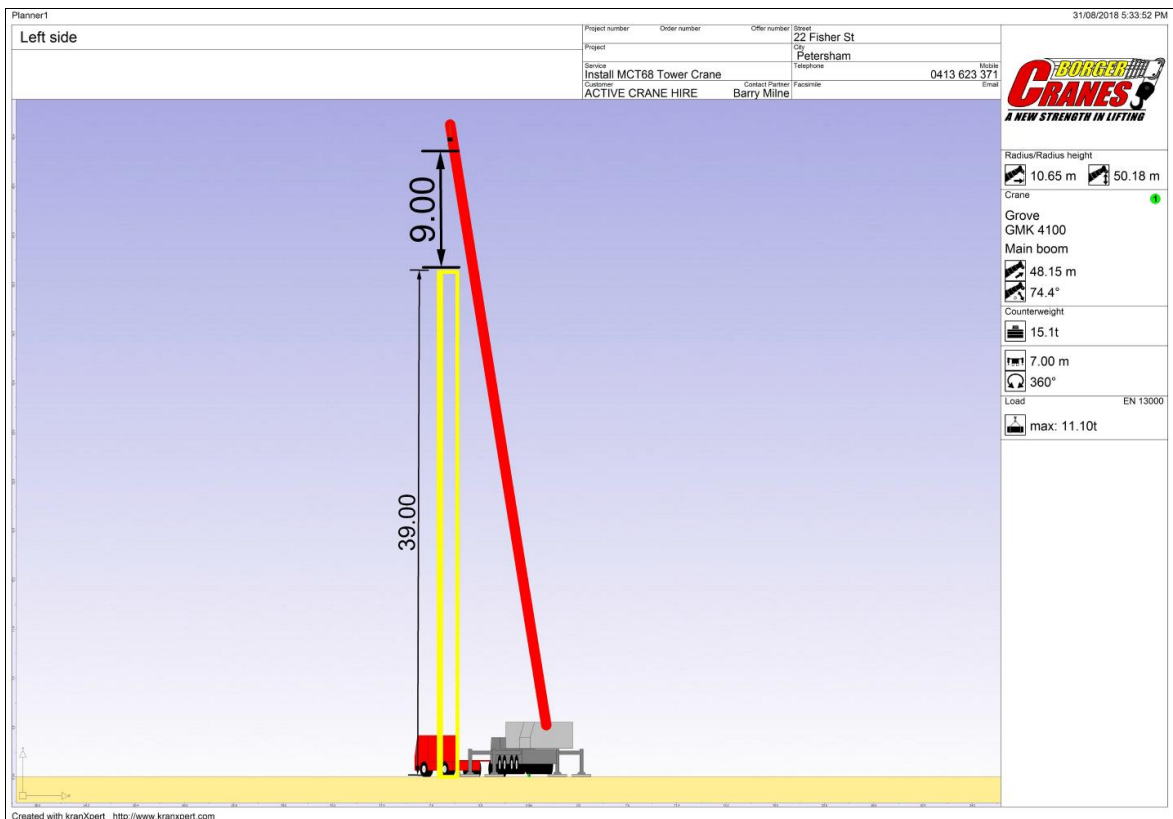 Planner1
31/08/2018 5:33:52 PM
Left side
Project number Order number Offer number
Street
22 Fisher St
Project
City
Petersham
Service
Install MCT68 Tower Crane
Telephone Mobile
0413 623 371
Customer Contact Partner
ACTIVE CRANE HIRE Barry Milne
Facsimile Email
BORGER
CRANES
A NEW STRENGTH IN LIFTING
Radius/Radius height
10.65 m 50.18 m
Crane 1
Grove
GMK 4100
Main boom
48.15 m
74.4°
Counterweight
15.1t
7.00 m
360°
Load EN 13000
max: 11.10t
9.00
39.00
Created with kranXpert http://www.kranxpert.com